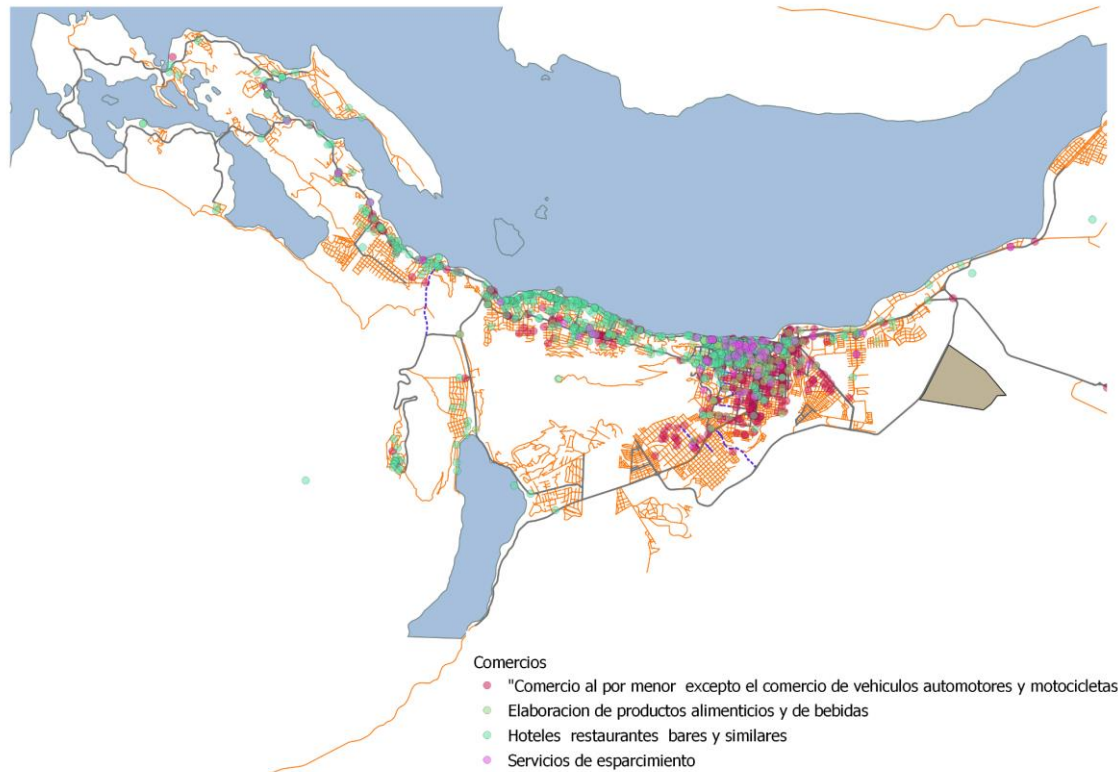 Comercios
"Comercio al por menor excepto el comercio de vehiculos automotores y motocicletas
Elaboracion de productos alimenticios y de bebidas
Hoteles restaurantes bares y similares
Servicios de esparcimiento